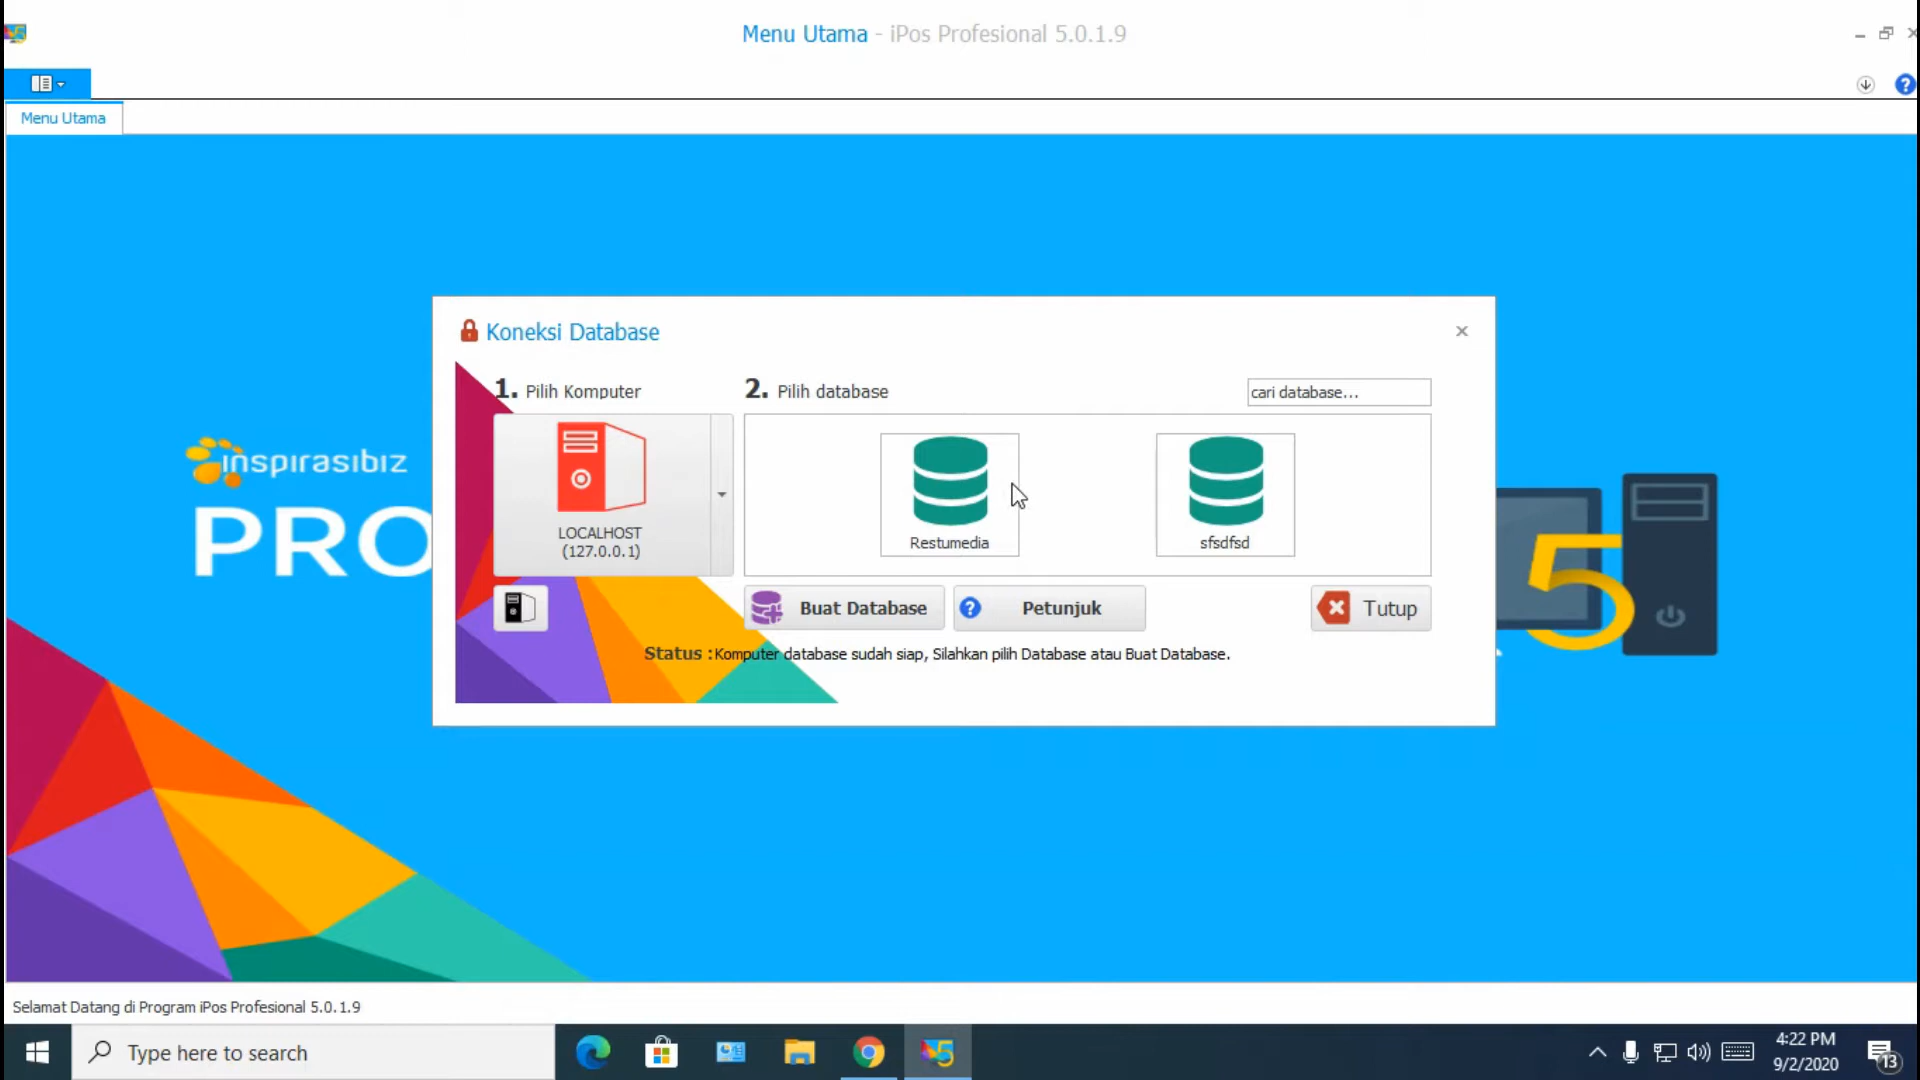 Menu Utama - iPos Profesional 5.0.1.9
Menu Utama
inspirasibiz
PRO
5
Koneksi Database
1. Pilih Komputer
2. Pilih database
cari database...
LOCALHOST
(127.0.0.1)
Restumedia
sfsdfsd
Buat Database
Petunjuk
Tutup
Status : Komputer database sudah siap, Silahkan pilih Database atau Buat Database.
Selamat Datang di Program iPos Profesional 5.0.1.9
Type here to search
5
4:22 PM
9/2/2020
13